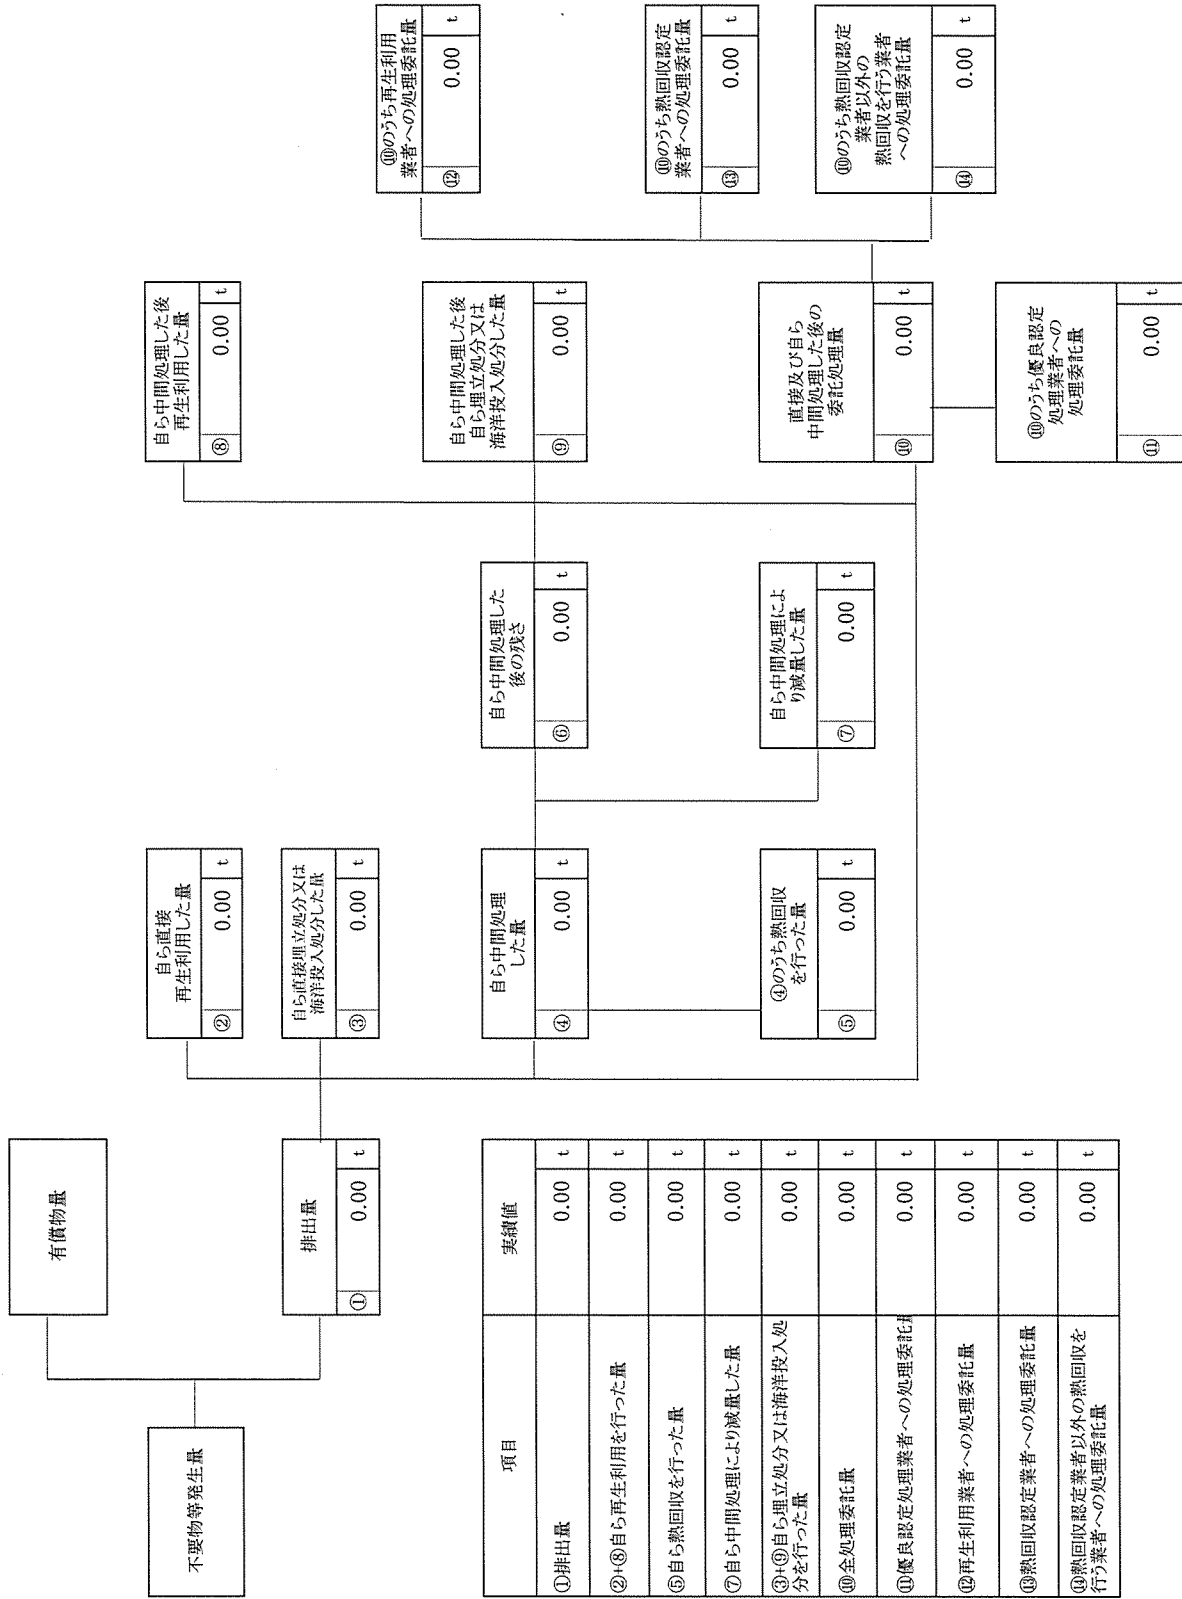 不要物等発生量
有償物量
排出量
① 0.00 t
自ら直接
再生利用した量
② 0.00 t
自ら直接埋立処分又は
海洋投入処分した量
③ 0.00 t
自ら中間処理
した量
④ 0.00 t
④のうち熱回収
を行った量
⑤ 0.00 t
自ら中間処理した
後の残さ
⑥ 0.00 t
自ら中間処理によ
り減量した量
⑦ 0.00 t
自ら中間処理した後
再生利用した量
⑧ 0.00 t
自ら中間処理した後
自ら埋立処分又は
海洋投入処分した量
⑨ 0.00 t
直接及び自ら
中間処理した後の
委託処理量
⑩ 0.00 t
⑩のうち優良認定
処理業者への
処理委託量
⑪ 0.00 t
⑩のうち再生利用
業者への処理委託量
⑫ 0.00 t
⑩のうち熱回収認定
業者への処理委託量
⑬ 0.00 t
⑩のうち熱回収認定
業者以外の
熱回収を行う業者
への処理委託量
⑭ 0.00 t
項目 実績値
①排出量 0.00 t
②+⑧自ら再生利用を行った量 0.00 t
⑤自ら熱回収を行った量 0.00 t
⑦自ら中間処理により減量した量 0.00 t
③+⑨自ら埋立処分又は海洋投入処
分を行った量 0.00 t
⑩全処理委託量 0.00 t
⑪優良認定処理業者への処理委託量 0.00 t
⑫再生利用業者への処理委託量 0.00 t
⑬熱回収認定業者への処理委託量 0.00 t
⑭熱回収認定業者以外の熱回収を
行う業者への処理委託量 0.00 t